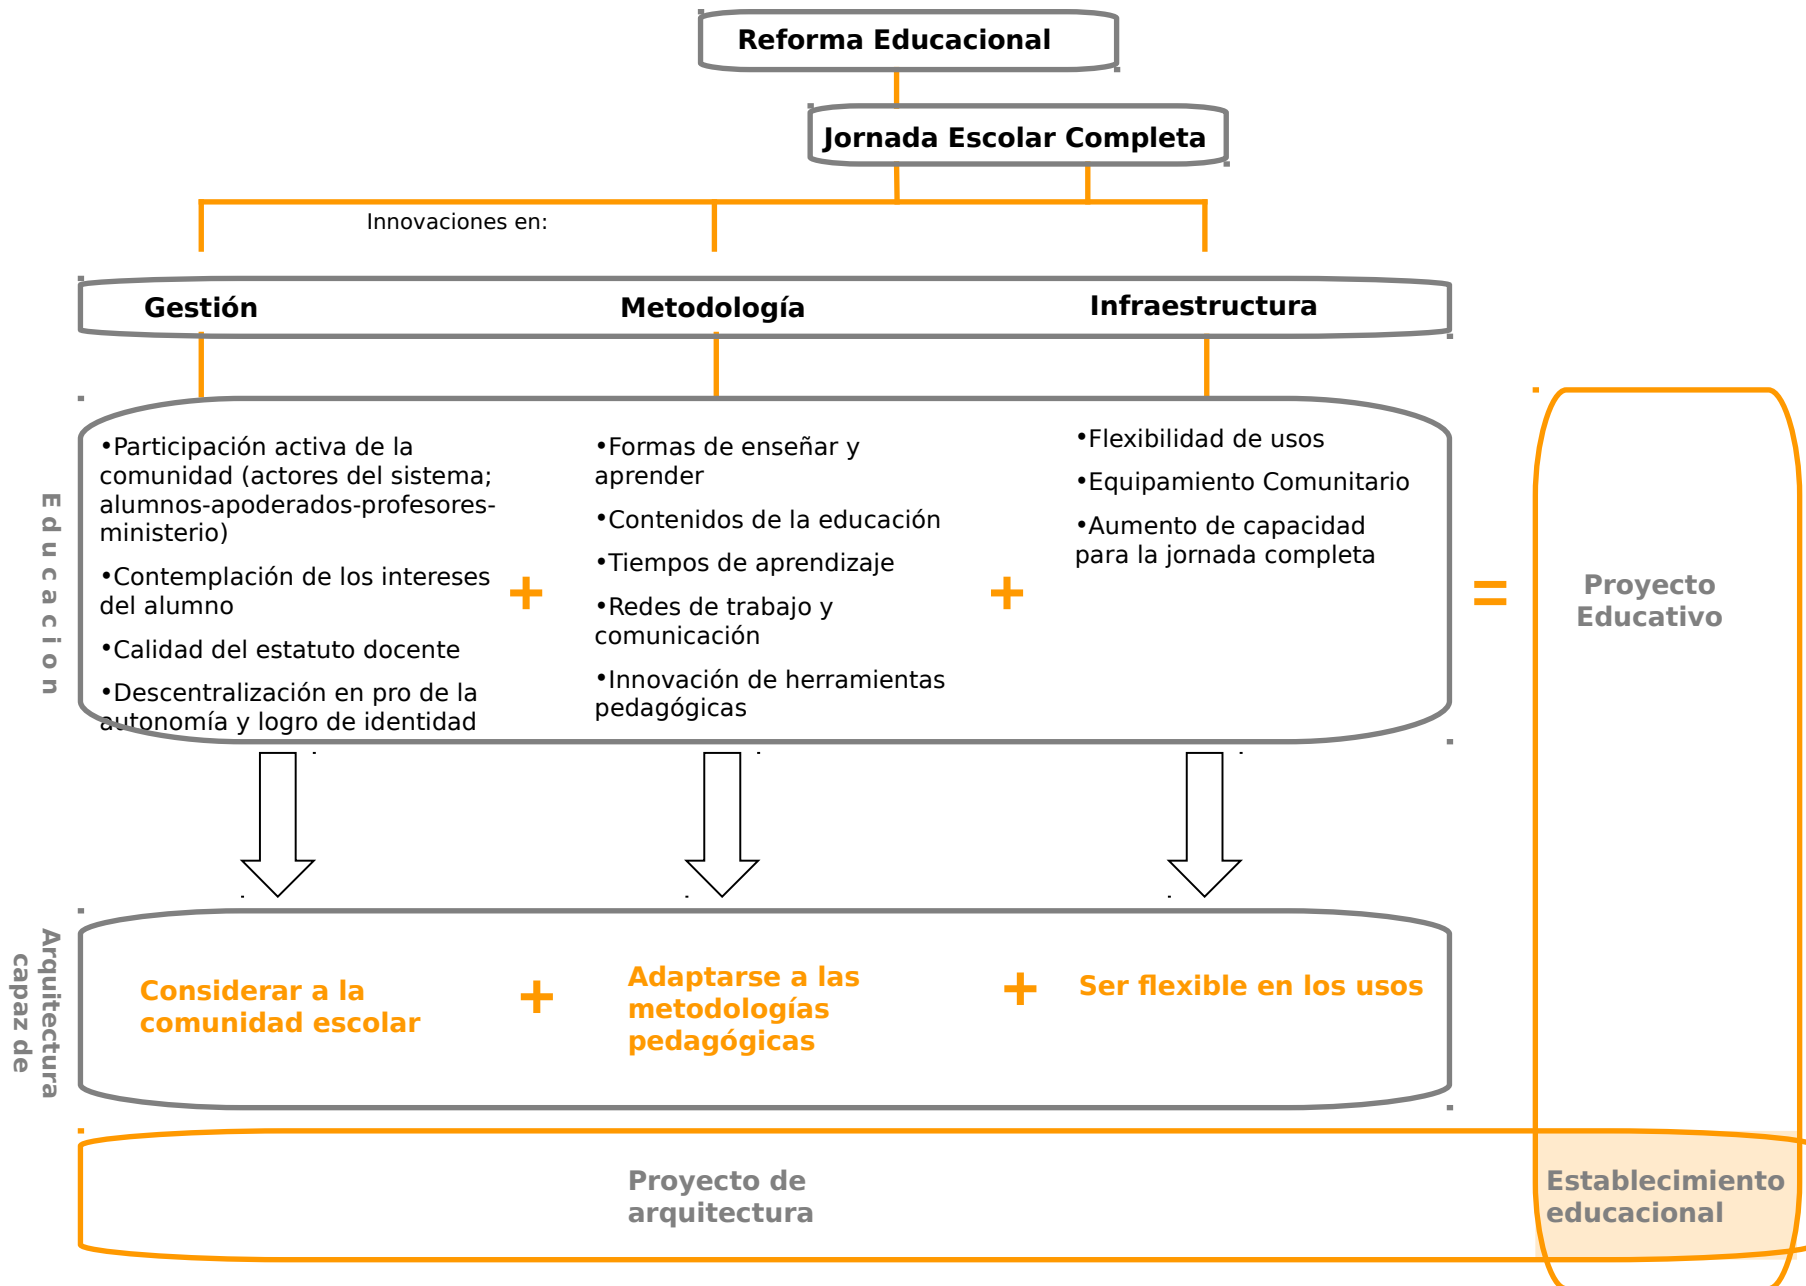 Reforma Educacional
Jornada Escolar Completa
Innovaciones en:
Gestión
Metodología
Infraestructura
Educacion
•Participación activa de la
comunidad (actores del sistema;
alumnos-apoderados-profesores-
ministerio)
•Contemplación de los intereses
del alumno
•Calidad del estatuto docente
•Descentralización en pro de la
autonomía y logro de identidad
+
•Formas de enseñar y
aprender
•Contenidos de la educación
•Tiempos de aprendizaje
•Redes de trabajo y
comunicación
•Innovación de herramientas
pedagógicas
+
•Flexibilidad de usos
•Equipamiento Comunitario
•Aumento de capacidad
para la jornada completa
=
Proyecto
Educativo
Arquitectura
capaz de
Considerar a la
comunidad escolar
+
Adaptarse a las
metodologías
pedagógicas
+
Ser flexible en los usos
Proyecto de
arquitectura
Establecimiento
educacional